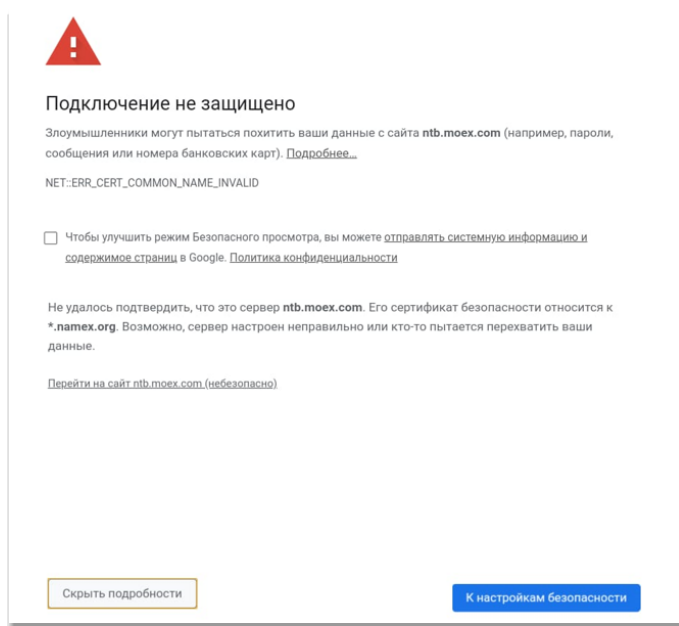 Подключение не защищено
Злоумышленники могут пытаться похитить ваши данные с сайта ntb.moex.com (например, пароли,
сообщения или номера банковских карт). Подробнее…
NET::ERR_CERT_COMMON_NAME_INVALID
Чтобы улучшить режим Безопасного просмотра, вы можете отправлять системную информацию и
содержимое страниц в Google. Политика конфиденциальности
Не удалось подтвердить, что это сервер ntb.moex.com. Его сертификат безопасности относится к
*.namex.org. Возможно, сервер настроен неправильно или кто-то пытается перехватить ваши
данные.
Перейти на сайт ntb.moex.com (небезопасно)
Скрыть подробности
К настройкам безопасности